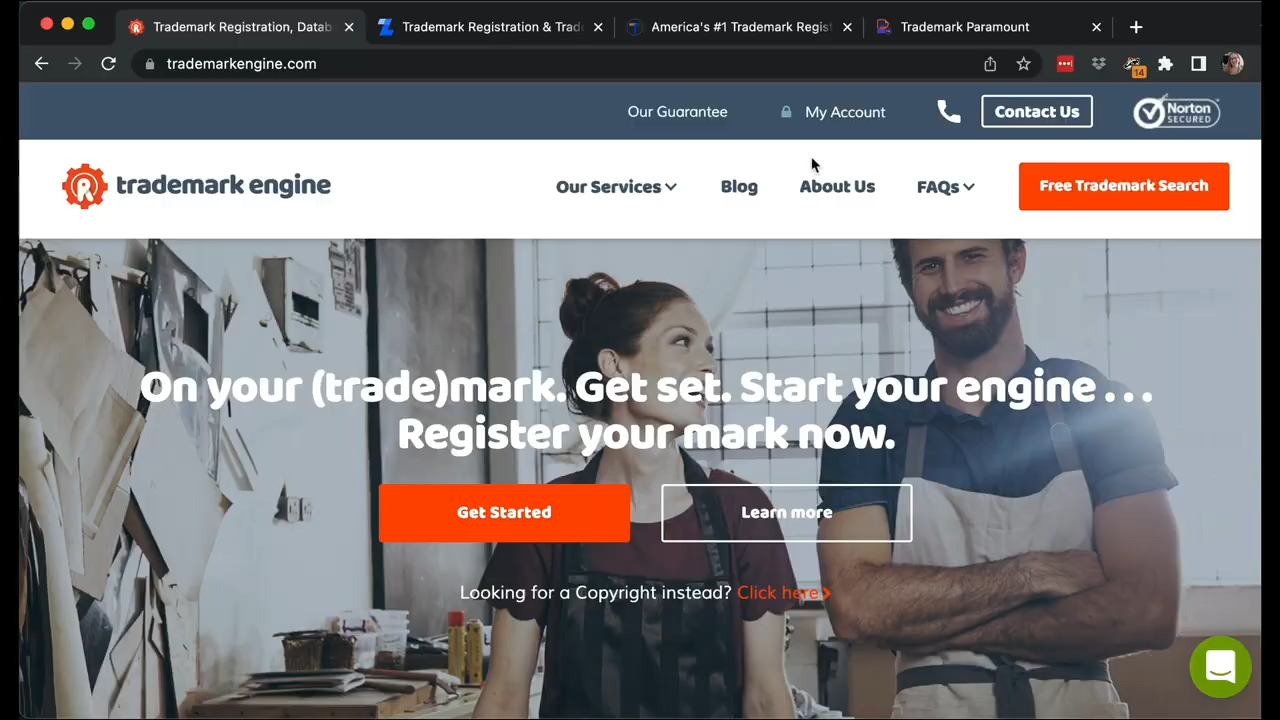 Trademark Registration, Datab
Trademark Registration & Trade
America's #1 Trademark Regist
Trademark Paramount
trademarkengine.com
14
Our Guarantee
My Account
Contact Us
Norton
SECURED
R
trademark engine
Our Services
Blog
About Us
FAQs
Free Trademark Search
On your (trade)mark. Get set. Start your engine . . .
Register your mark now.
Get Started
Learn more
Looking for a Copyright instead? Click here